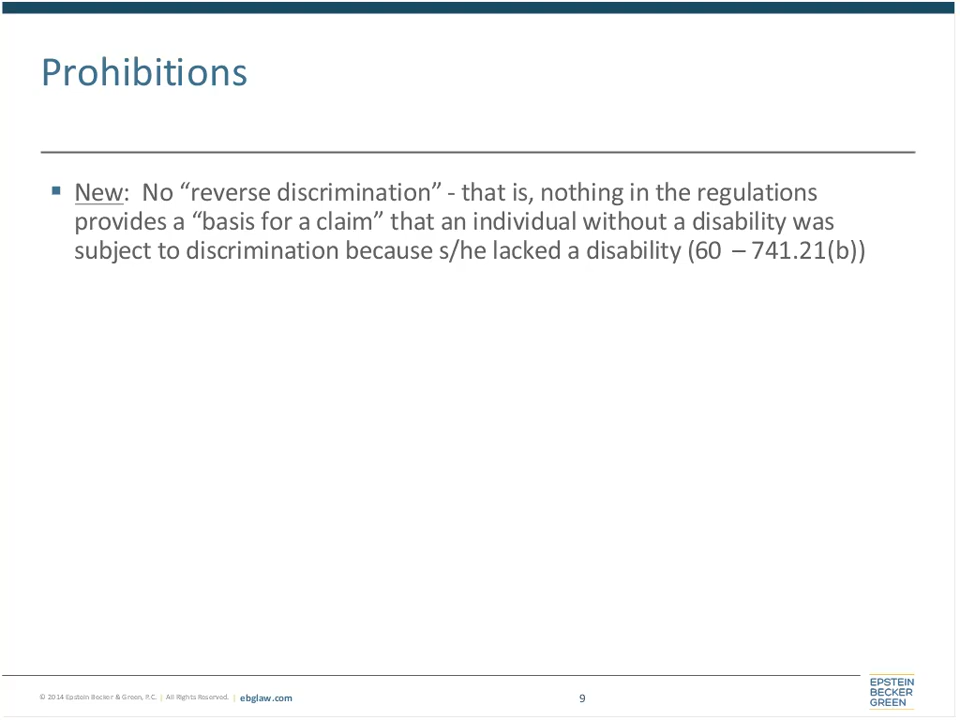 Prohibitions
▪ New: No “reverse discrimination” - that is, nothing in the regulations
provides a “basis for a claim” that an individual without a disability was
subject to discrimination because s/he lacked a disability (60 – 741.21(b))
© 2014 Epstein Becker & Green, P.C. | All Rights Reserved. | ebglaw.com
9
EPSTEIN
BECKER
GREEN